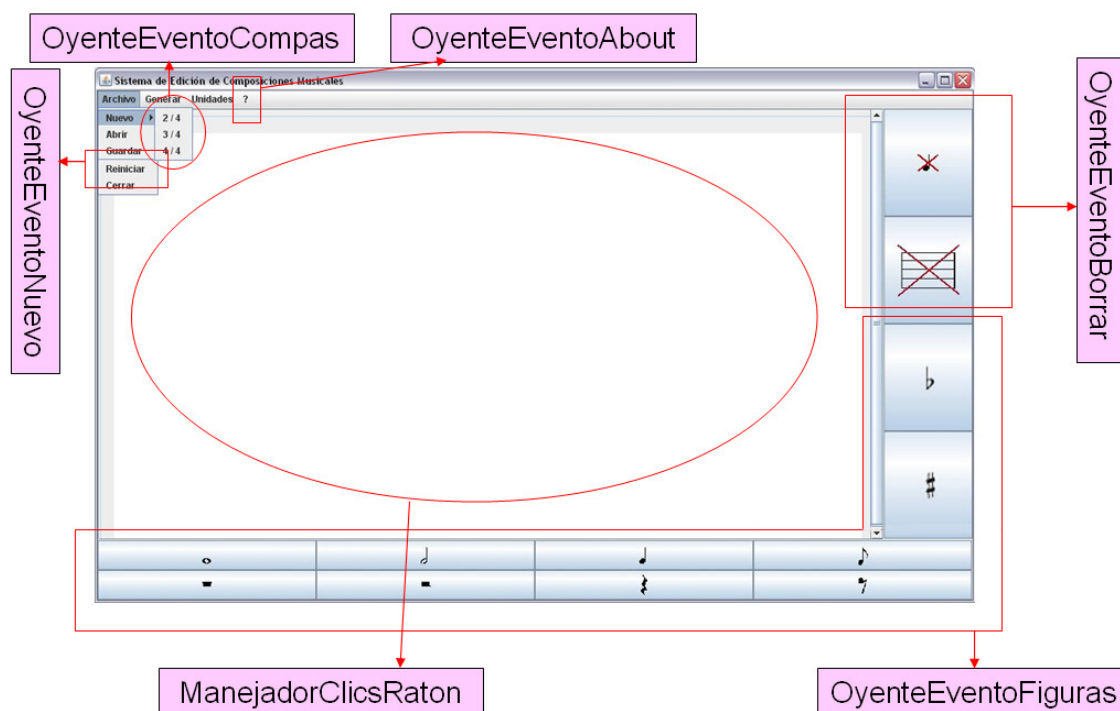 OyenteEventoCompas
OyenteEventoAbout
OyenteEventoNuevo
OyenteEventoBorrar
Sistema de Edición de Composiciones Musicales
Archivo Generar Unidades ?
Nuevo 2 / 4
Abrir 3 / 4
Guardar 4 / 4
Reiniciar
Cerrar
ManejadorClicsRaton
OyenteEventoFiguras